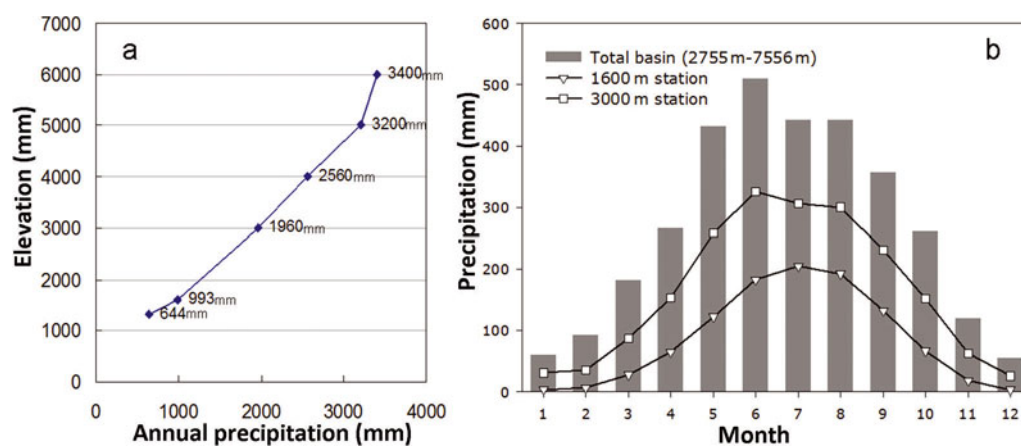 a
7000
6000
5000
4000
3000
2000
1000
0
Elevation (mm)
3400mm
3200mm
2560mm
1960mm
993mm
644mm
0 1000 2000 3000 4000
Annual precipitation (mm)
b
600
500
400
300
200
100
0
Precipitation (mm)
Total basin (2755 m-7556 m)
1600 m station
3000 m station
1 2 3 4 5 6 7 8 9 10 11 12
Month